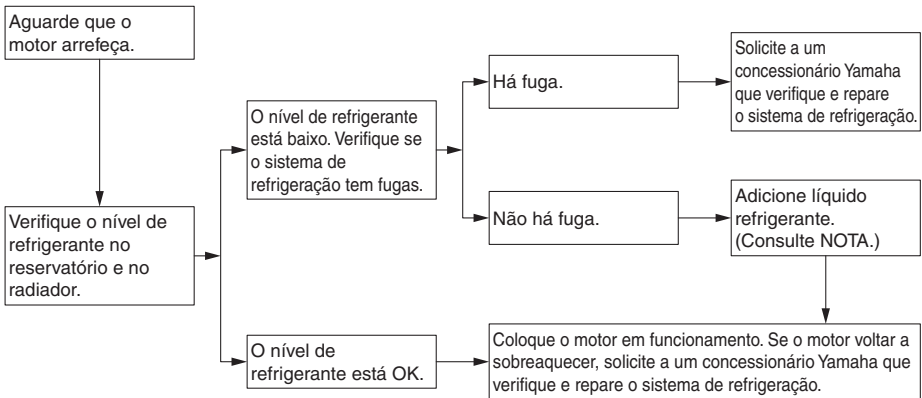 Aguarde que o
motor arrefeça.
Verifique o nível de
refrigerante no
reservatório e no
radiador.
O nível de refrigerante
está baixo. Verifique se
o sistema de
refrigeração tem fugas.
Há fuga.
Solicite a um
concessionário Yamaha
que verifique e repare
o sistema de refrigeração.
Não há fuga.
Adicione líquido
refrigerante.
(Consulte NOTA.)
O nível de
refrigerante está OK.
Coloque o motor em funcionamento. Se o motor voltar a
sobreaquecer, solicite a um concessionário Yamaha que
verifique e repare o sistema de refrigeração.